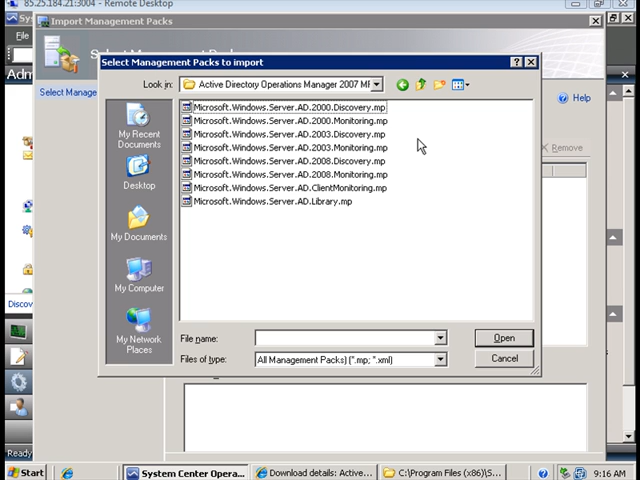 85.25.184.21:3004 - Remote Desktop
Sys
Import Management Packs
File
Select Management Packs
Adm
Select Manage
Select Management Packs to import
Look in:
Active Directory Operations Manager 2007 MP
Help
Remove
My Recent
Documents
Desktop
My Documents
My Computer
My Network
Places
Microsoft.Windows.Server.AD.2000.Discovery.mp
Microsoft.Windows.Server.AD.2000.Monitoring.mp
Microsoft.Windows.Server.AD.2003.Discovery.mp
Microsoft.Windows.Server.AD.2003.Monitoring.mp
Microsoft.Windows.Server.AD.2008.Discovery.mp
Microsoft.Windows.Server.AD.2008.Monitoring.mp
Microsoft.Windows.Server.AD.ClientMonitoring.mp
Microsoft.Windows.Server.AD.Library.mp
File name:
Open
Files of type:
All Management Packs) (*.mp; *.xml)
Cancel
Discov
Ready
Start
System Center Opera...
Download details: Active...
C:\Program Files (x86)\S...
9:16 AM